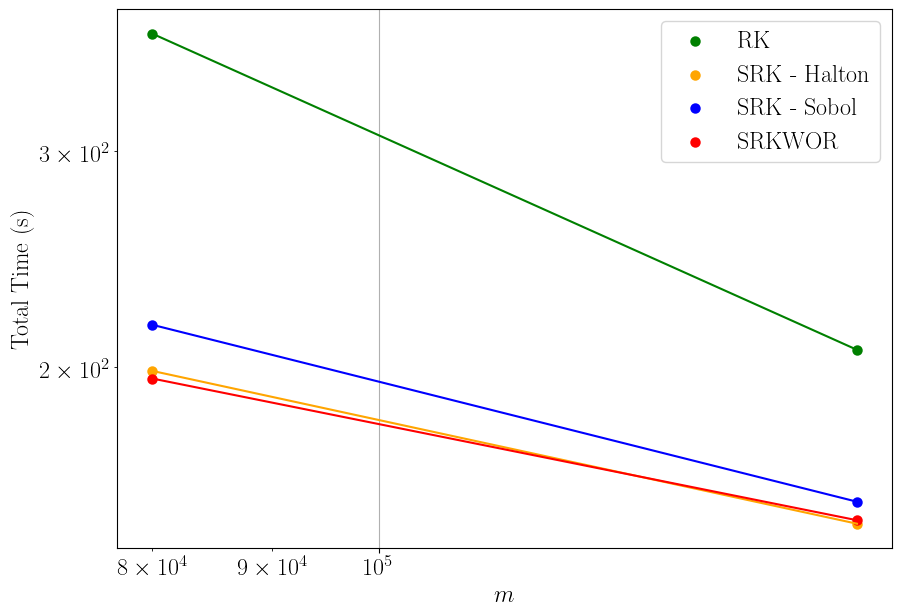 RK
SRK - Halton
SRK - Sobol
SRKWOR
3 × 10²
2 × 10²
Total Time (s)
8 × 10⁴
9 × 10⁴
10⁵
m